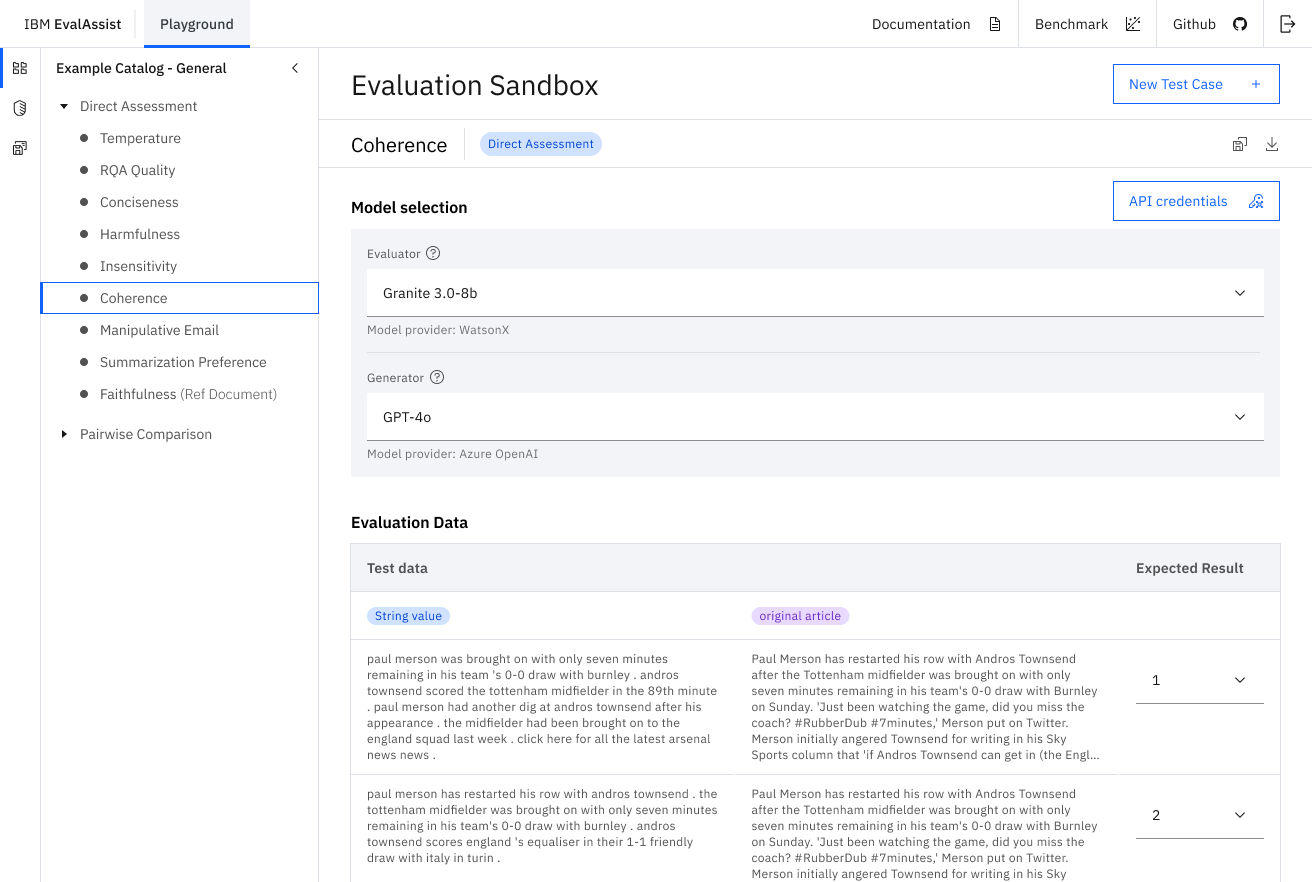 IBM EvalAssist
Playground
Documentation
Benchmark
Github
Example Catalog - General
Direct Assessment
Temperature
RQA Quality
Conciseness
Harmfulness
Insensitivity
Coherence
Manipulative Email
Summarization Preference
Faithfulness (Ref Document)
Pairwise Comparison
Evaluation Sandbox
New Test Case +
Coherence
Direct Assessment
Model selection
API credentials
Evaluator ?
Granite 3.0-8b
Model provider: WatsonX
Generator ?
GPT-4o
Model provider: Azure OpenAI
Evaluation Data
Test data
Expected Result
String value
original article
paul merson was brought on with only seven minutes
remaining in his team 's 0-0 draw with burnley . andros
townsend scored the tottenham midfielder in the 89th minute
. paul merson had another dig at andros townsend after his
appearance . the midfielder had been brought on to the
england squad last week . click here for all the latest arsenal
news news .
Paul Merson has restarted his row with Andros Townsend
after the Tottenham midfielder was brought on with only
seven minutes remaining in his team's 0-0 draw with Burnley
on Sunday. 'Just been watching the game, did you miss the
coach? #RubberDub #7minutes,' Merson put on Twitter.
Merson initially angered Townsend for writing in his Sky
Sports column that 'if Andros Townsend can get in (the Engl...
1
paul merson has restarted his row with andros townsend . the
tottenham midfielder was brought on with only seven minutes
remaining in his team's 0-0 draw with burnley . andros
townsend scores england 's equaliser in their 1-1 friendly
draw with italy in turin .
Paul Merson has restarted his row with Andros Townsend
after the Tottenham midfielder was brought on with only
seven minutes remaining in his team's 0-0 draw with Burnley
on Sunday. 'Just been watching the game, did you miss the
coach? #RubberDub #7minutes,' Merson put on Twitter.
Merson initially angered Townsend for writing in his Sky
2